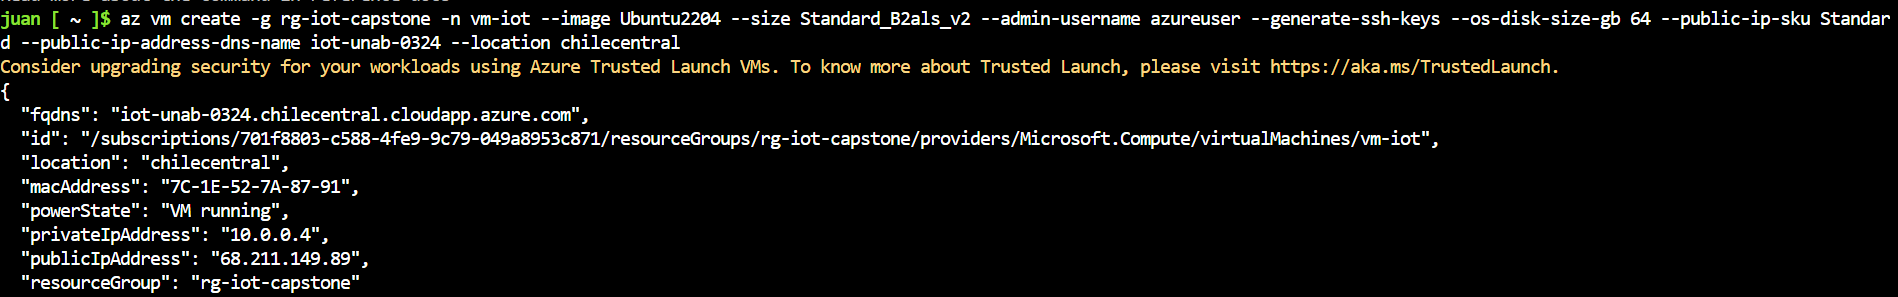 juan [ ~ ]$ az vm create -g rg-iot-capstone -n vm-iot --image Ubuntu2204 --size Standard_B2als_v2 --admin-username azureuser --generate-ssh-keys --os-disk-size-gb 64 --public-ip-sku Standar
d --public-ip-address-dns-name iot-unab-0324 --location chilecentral
Consider upgrading security for your workloads using Azure Trusted Launch VMs. To know more about Trusted Launch, please visit https://aka.ms/TrustedLaunch.
{
  "fqdns": "iot-unab-0324.chilecentral.cloudapp.azure.com",
  "id": "/subscriptions/701f8803-c588-4fe9-9c79-049a8953c871/resourceGroups/rg-iot-capstone/providers/Microsoft.Compute/virtualMachines/vm-iot",
  "location": "chilecentral",
  "macAddress": "7C-1E-52-7A-87-91",
  "powerState": "VM running",
  "privateIpAddress": "10.0.0.4",
  "publicIpAddress": "68.211.149.89",
  "resourceGroup": "rg-iot-capstone"